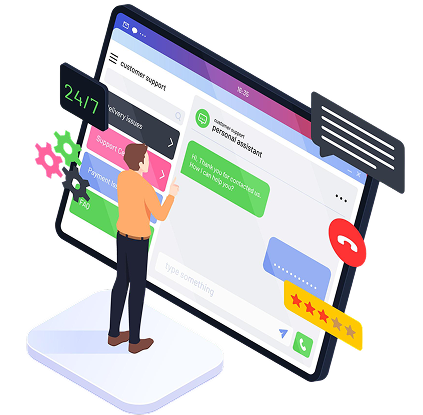 customer support
24/7
Delivery issues
Support
Payment
customer support
personal assistant
Hi, Thank you for contacted us.
How I can help you?
type something